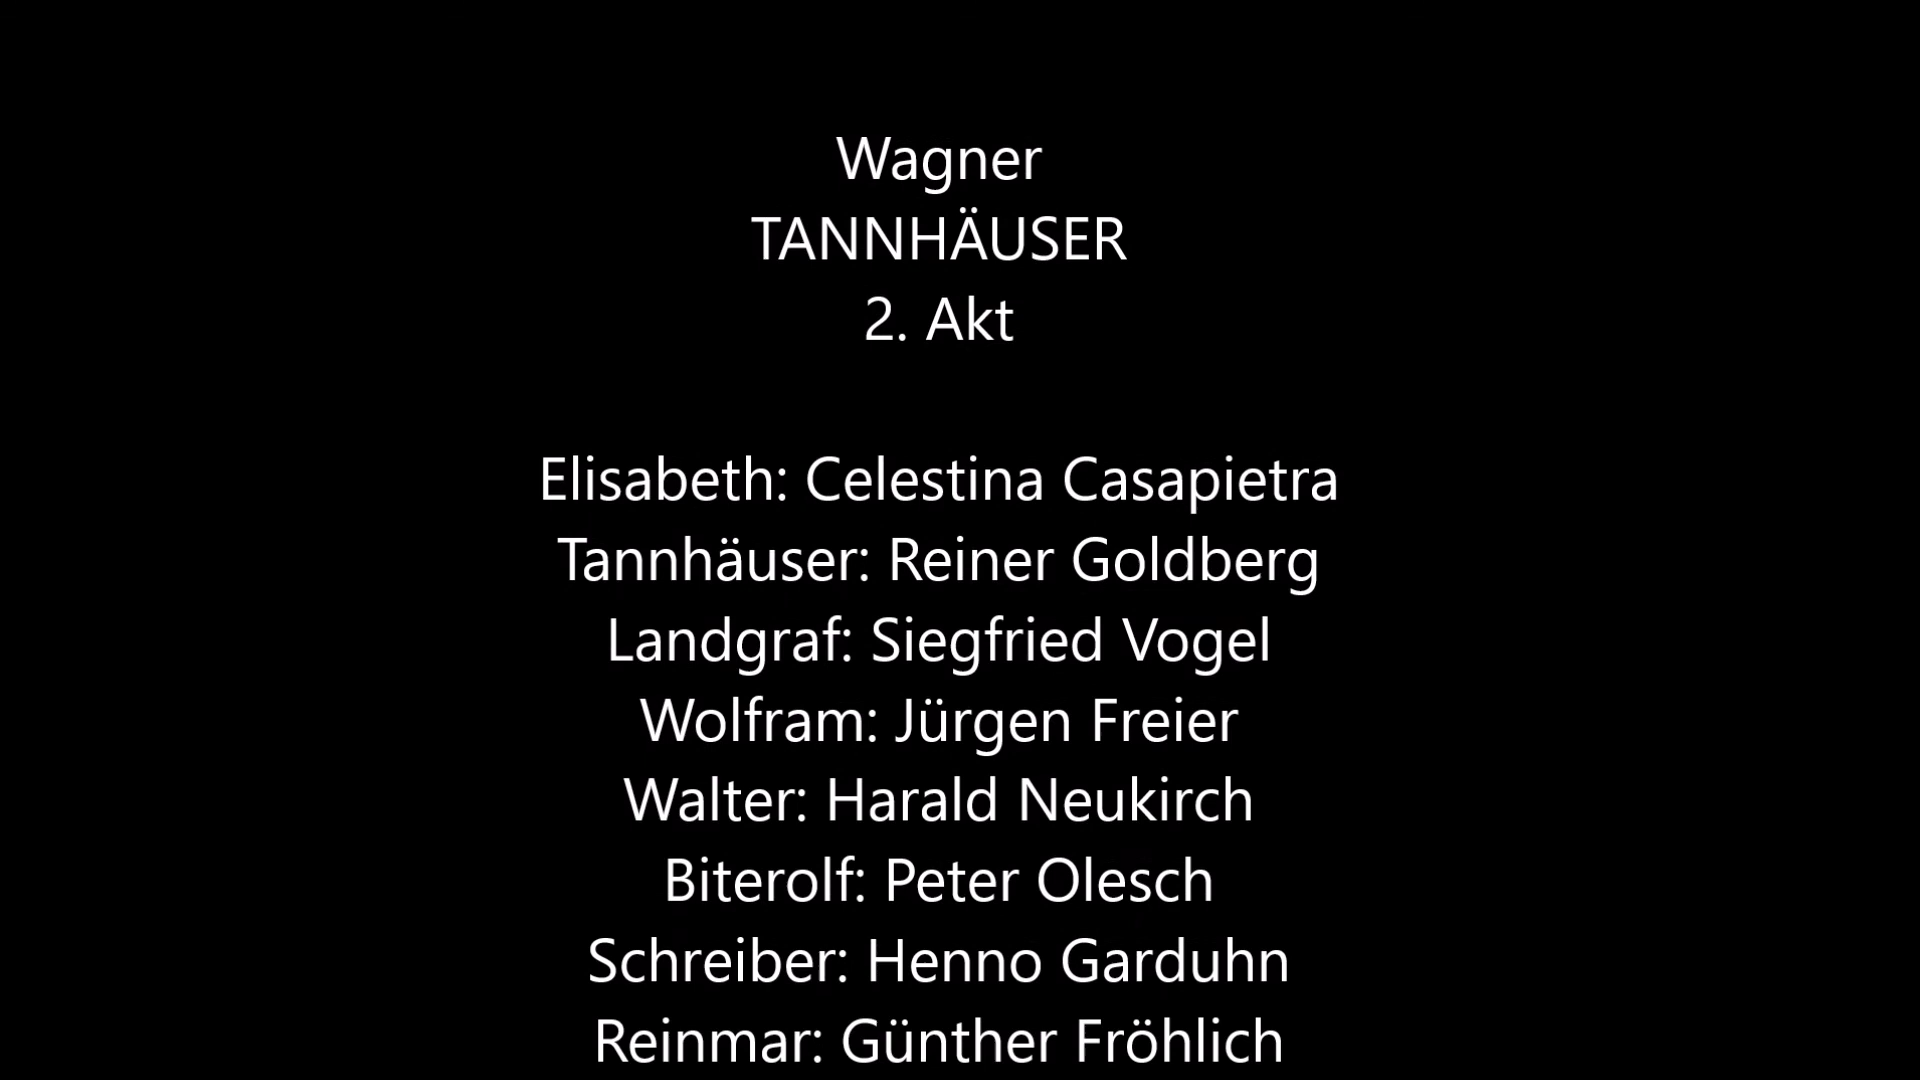 Wagner
TANNHÄUSER
2. Akt
Elisabeth: Celestina Casapietra
Tannhäuser: Reiner Goldberg
Landgraf: Siegfried Vogel
Wolfram: Jürgen Freier
Walter: Harald Neukirch
Biterolf: Peter Olesch
Schreiber: Henno Garduhn
Reinmar: Günther Fröhlich